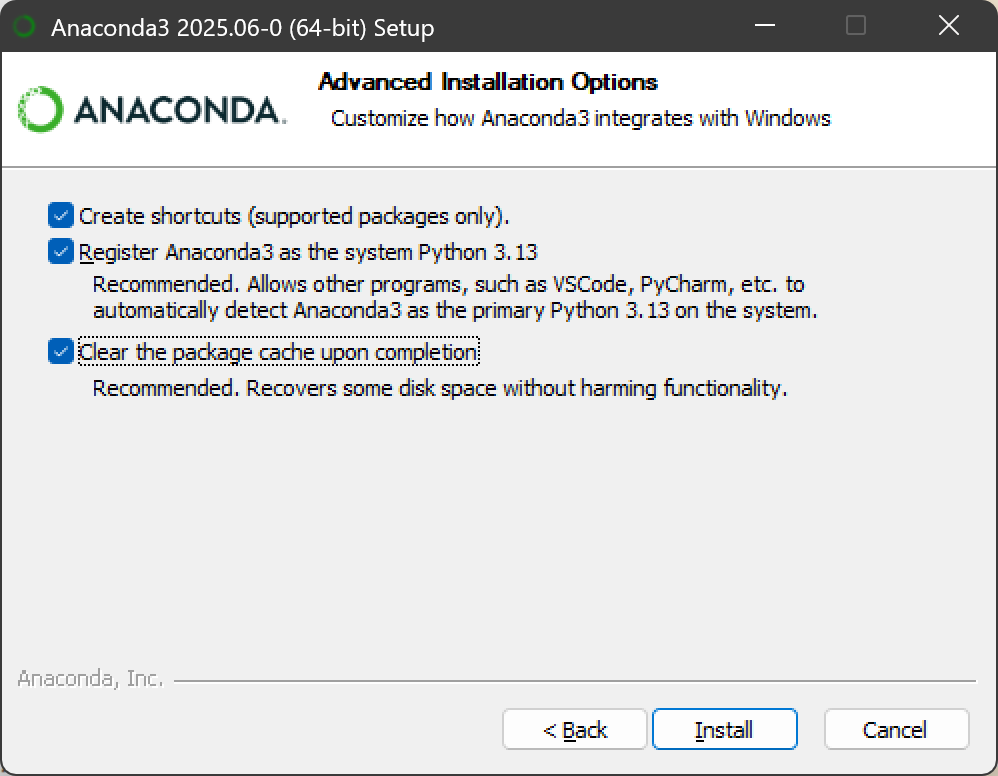 Anaconda3 2025.06-0 (64-bit) Setup
ANACONDA.
Advanced Installation Options
Customize how Anaconda3 integrates with Windows
Create shortcuts (supported packages only).
Register Anaconda3 as the system Python 3.13
Recommended. Allows other programs, such as VSCode, PyCharm, etc. to
automatically detect Anaconda3 as the primary Python 3.13 on the system.
Clear the package cache upon completion
Recommended. Recovers some disk space without harming functionality.
Anaconda, Inc.
< Back
Install
Cancel